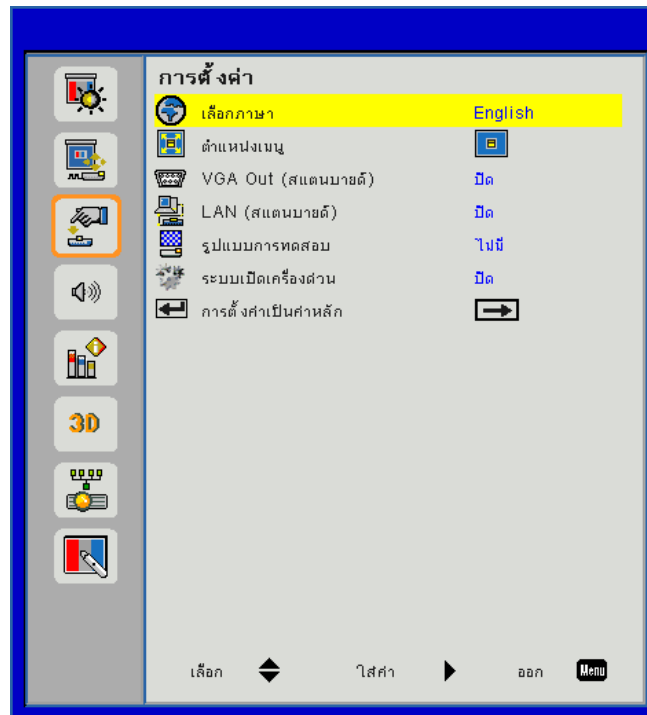 การตั้งค่า
เลือกภาษา English
ตำแหน่งเมนู
VGA Out (สแตนบายด์) ปิด
LAN (สแตนบายด์) ปิด
รูปแบบการทดสอบ ไม่มี
ระบบเปิดเครื่องด่วน ปิด
การตั้งค่าเป็นค่าหลัก
3D
เลือก ใส่ค่า ออก Menu